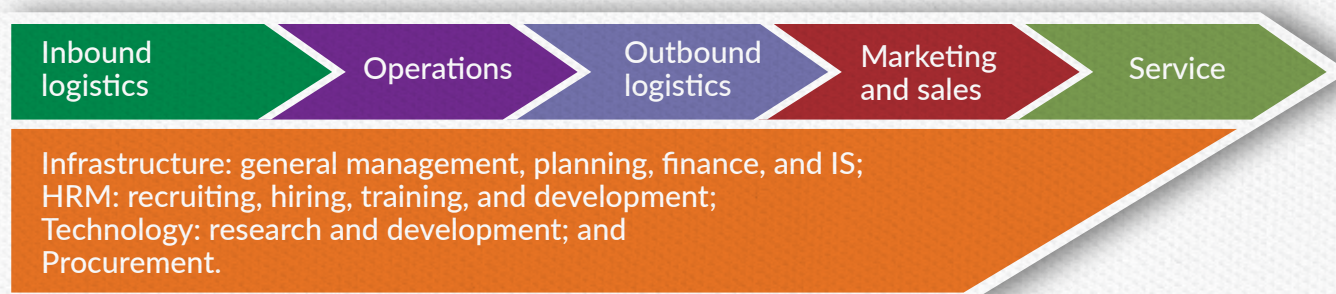 Inbound
logistics
Operations
Outbound
logistics
Marketing
and sales
Service
Infrastructure: general management, planning, finance, and IS;
HRM: recruiting, hiring, training, and development;
Technology: research and development; and
Procurement.